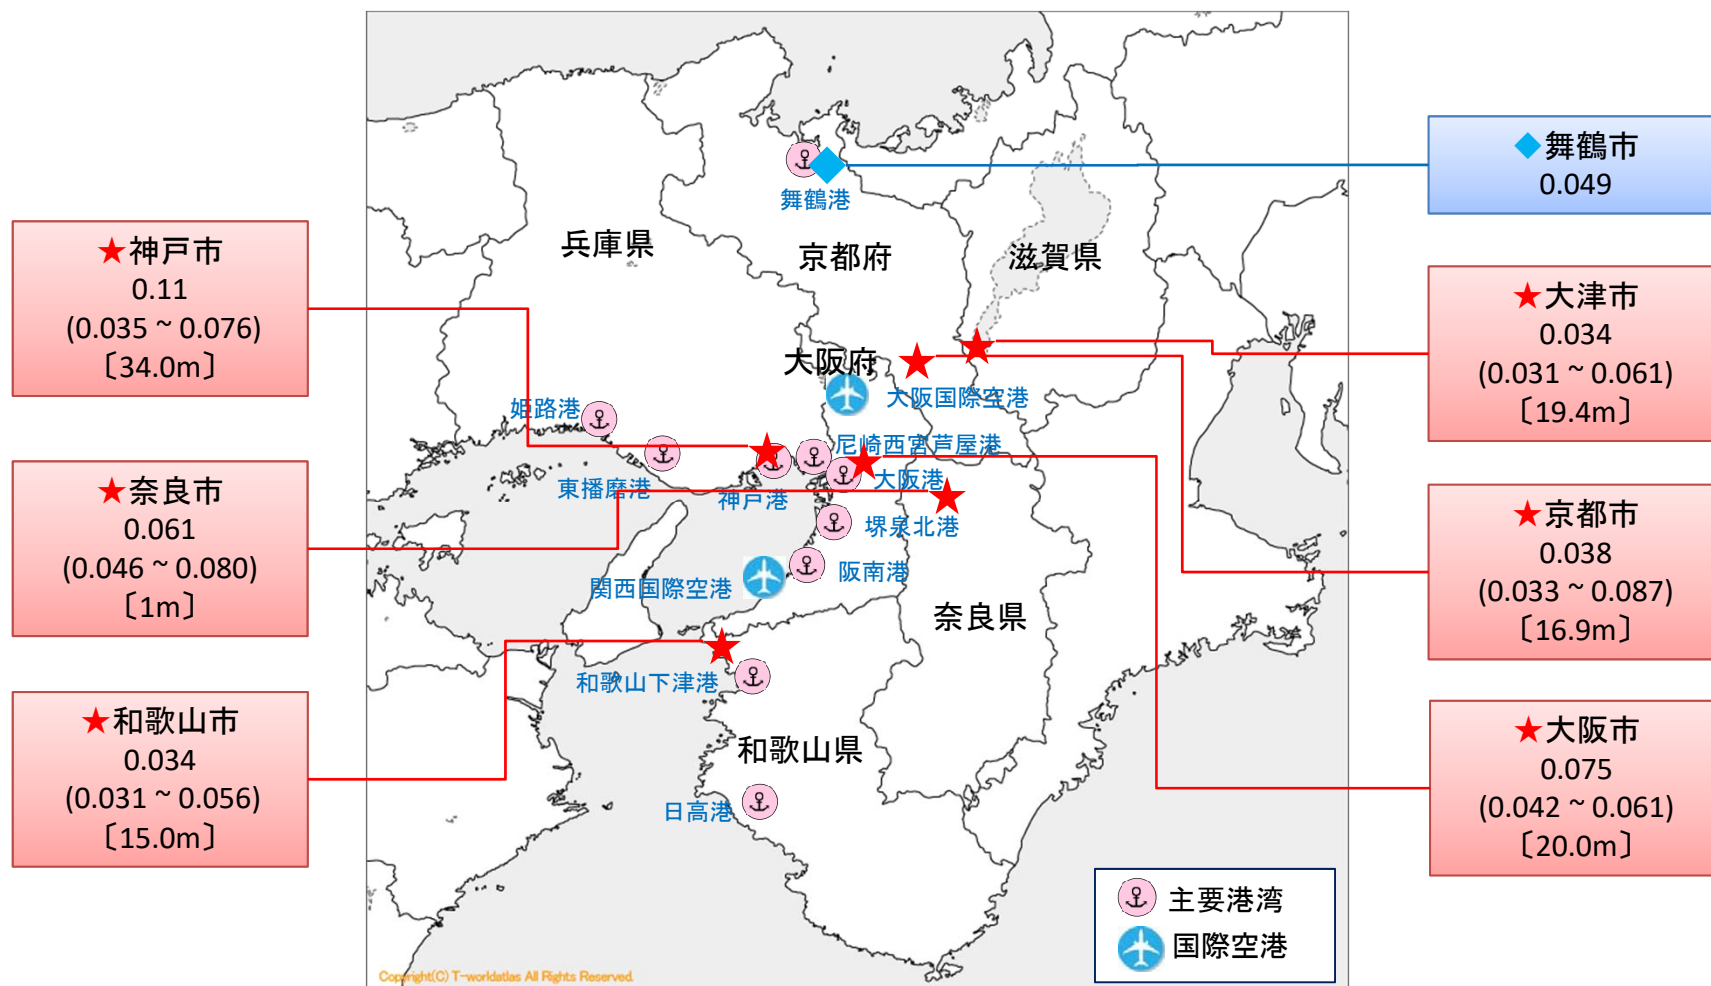 ★神戸市
0.11
(0.035 ~ 0.076)
〔34.0m〕
★奈良市
0.061
(0.046 ~ 0.080)
〔1m〕
★和歌山市
0.034
(0.031 ~ 0.056)
〔15.0m〕
舞鶴港
兵庫県
京都府
滋賀県
大阪府
大阪国際空港
姫路港
尼崎西宮芦屋港
東播磨港
神戸港
大阪港
堺泉北港
関西国際空港
阪南港
奈良県
和歌山下津港
和歌山県
日高港
主要港湾
国際空港
Copyright(C) T-worldatlas All Rights Reserved.
◆舞鶴市
0.049
★大津市
0.034
(0.031 ~ 0.061)
〔19.4m〕
★京都市
0.038
(0.033 ~ 0.087)
〔16.9m〕
★大阪市
0.075
(0.042 ~ 0.061)
〔20.0m〕